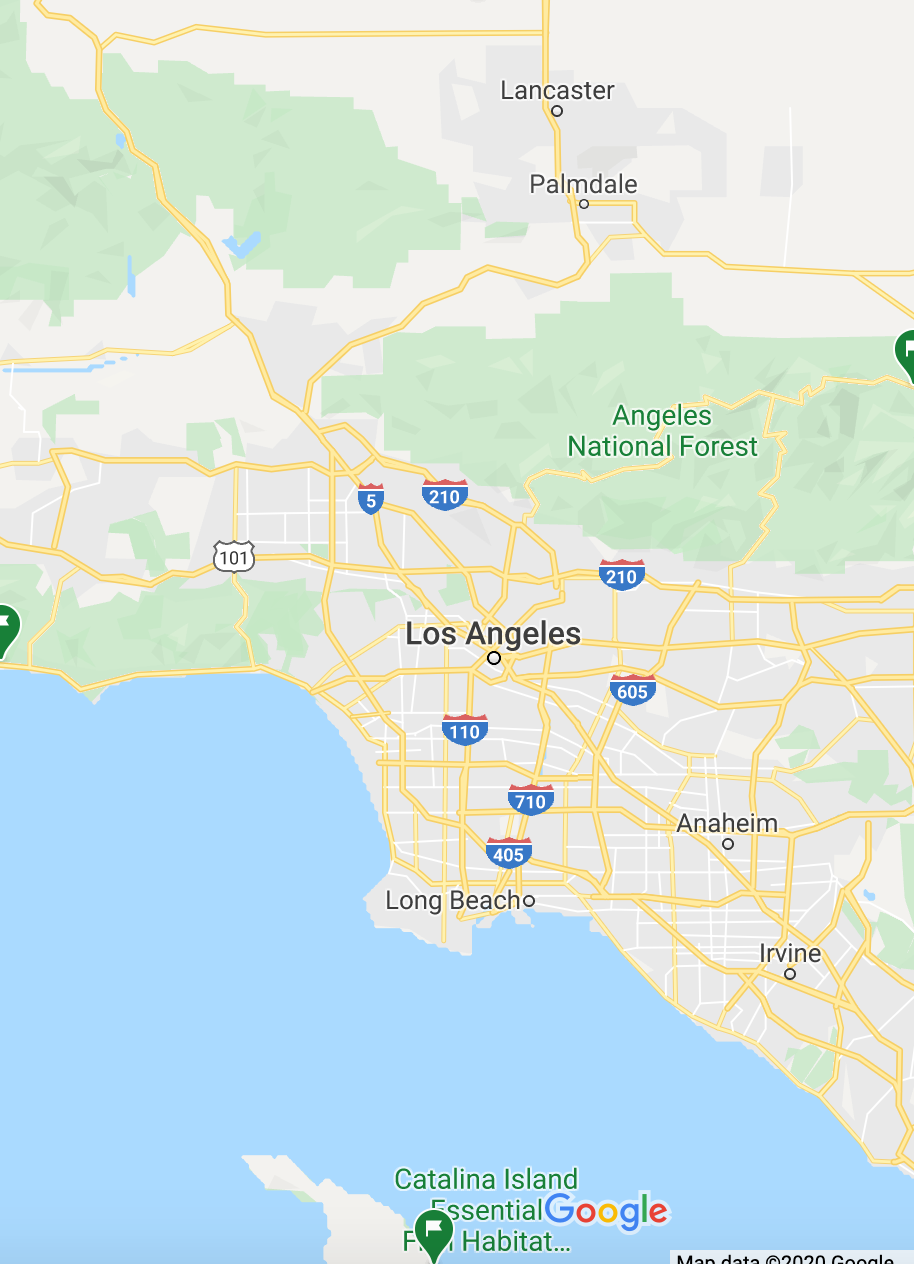 Lancaster
Palmdale
Angeles
National Forest
5
210
101
210
Los Angeles
605
110
710
Anaheim
405
Long Beach
Irvine
Catalina Island
Essential
Google
Habitat...
Map data ©2020 Google